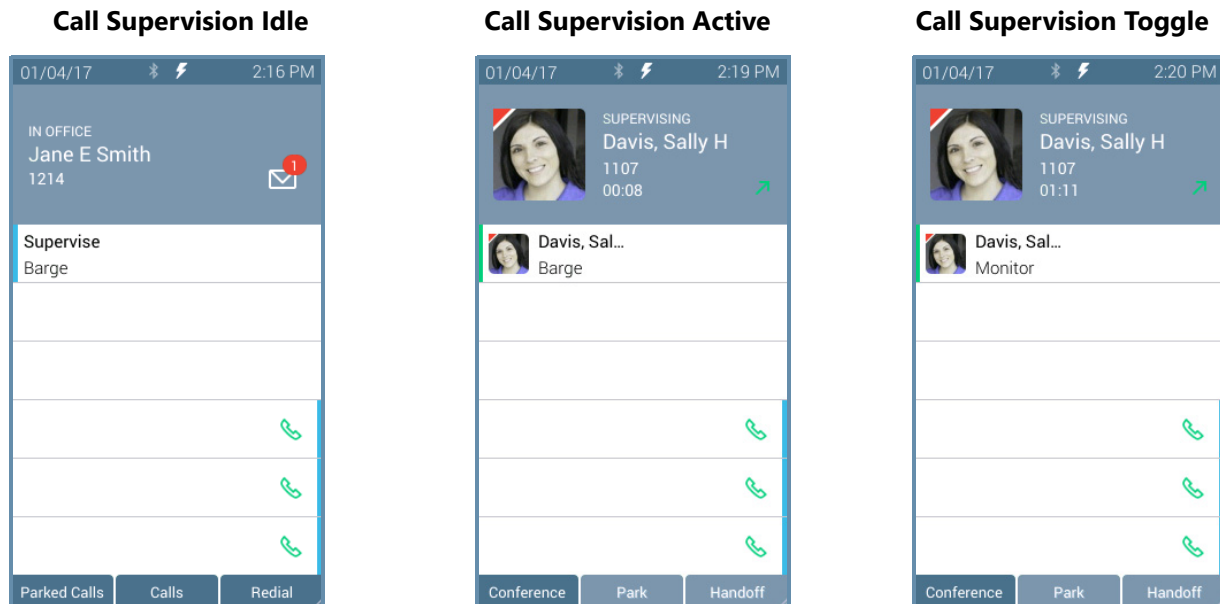 Call Supervision Idle
01/04/17 2:16 PM
IN OFFICE
Jane E Smith
1214
1
Supervise
Barge
Parked Calls Calls Redial
Call Supervision Active
01/04/17 2:19 PM
SUPERVISING
Davis, Sally H
1107
00:08
Davis, Sal...
Barge
Conference Park Handoff
Call Supervision Toggle
01/04/17 2:20 PM
SUPERVISING
Davis, Sally H
1107
01:11
Davis, Sal...
Monitor
Conference Park Handoff